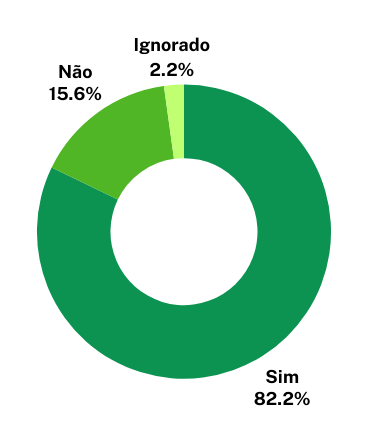 Ignorado
2.2%
Não
15.6%
Sim
82.2%